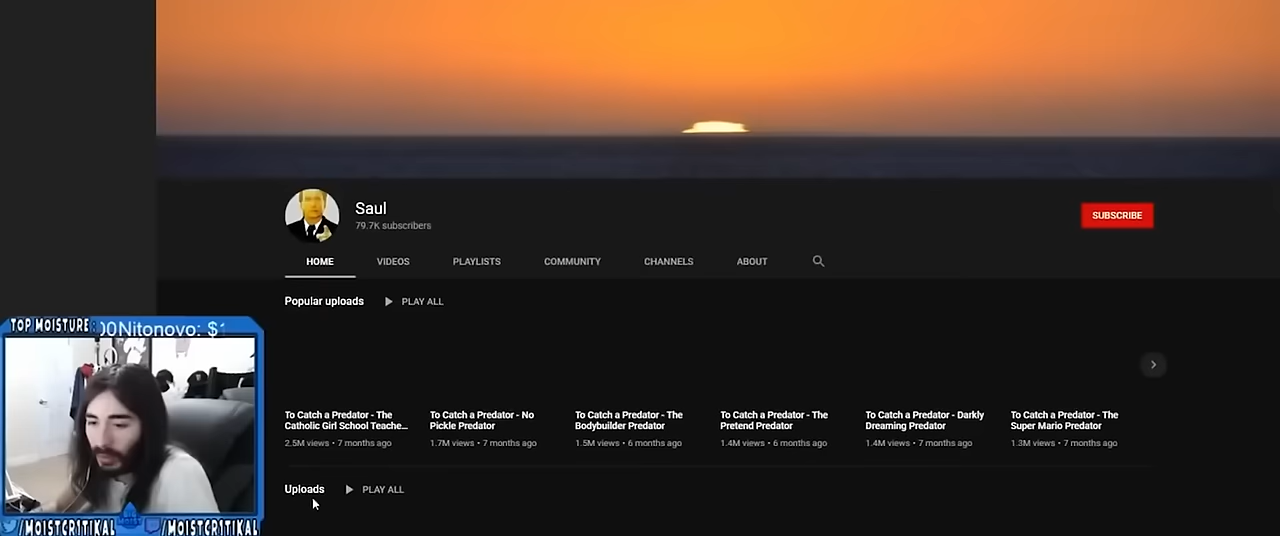 Saul
79.7K subscribers
SUBSCRIBE
HOME VIDEOS PLAYLISTS COMMUNITY CHANNELS ABOUT
Popular uploads PLAY ALL
To Catch a Predator - The
Catholic Girl School Teache...
2.5M views • 7 months ago
To Catch a Predator - No
Pickle Predator
1.7M views • 7 months ago
To Catch a Predator - The
Bodybuilder Predator
1.5M views • 6 months ago
To Catch a Predator - The
Pretend Predator
1.4M views • 6 months ago
To Catch a Predator - Darkly
Dreaming Predator
1.4M views • 7 months ago
To Catch a Predator - The
Super Mario Predator
1.3M views • 7 months ago
Uploads PLAY ALL
TOP MOISTURE: 00Nitonovo: $1
/MOISTCR1TIKAL /MOISTCR1TIKAL